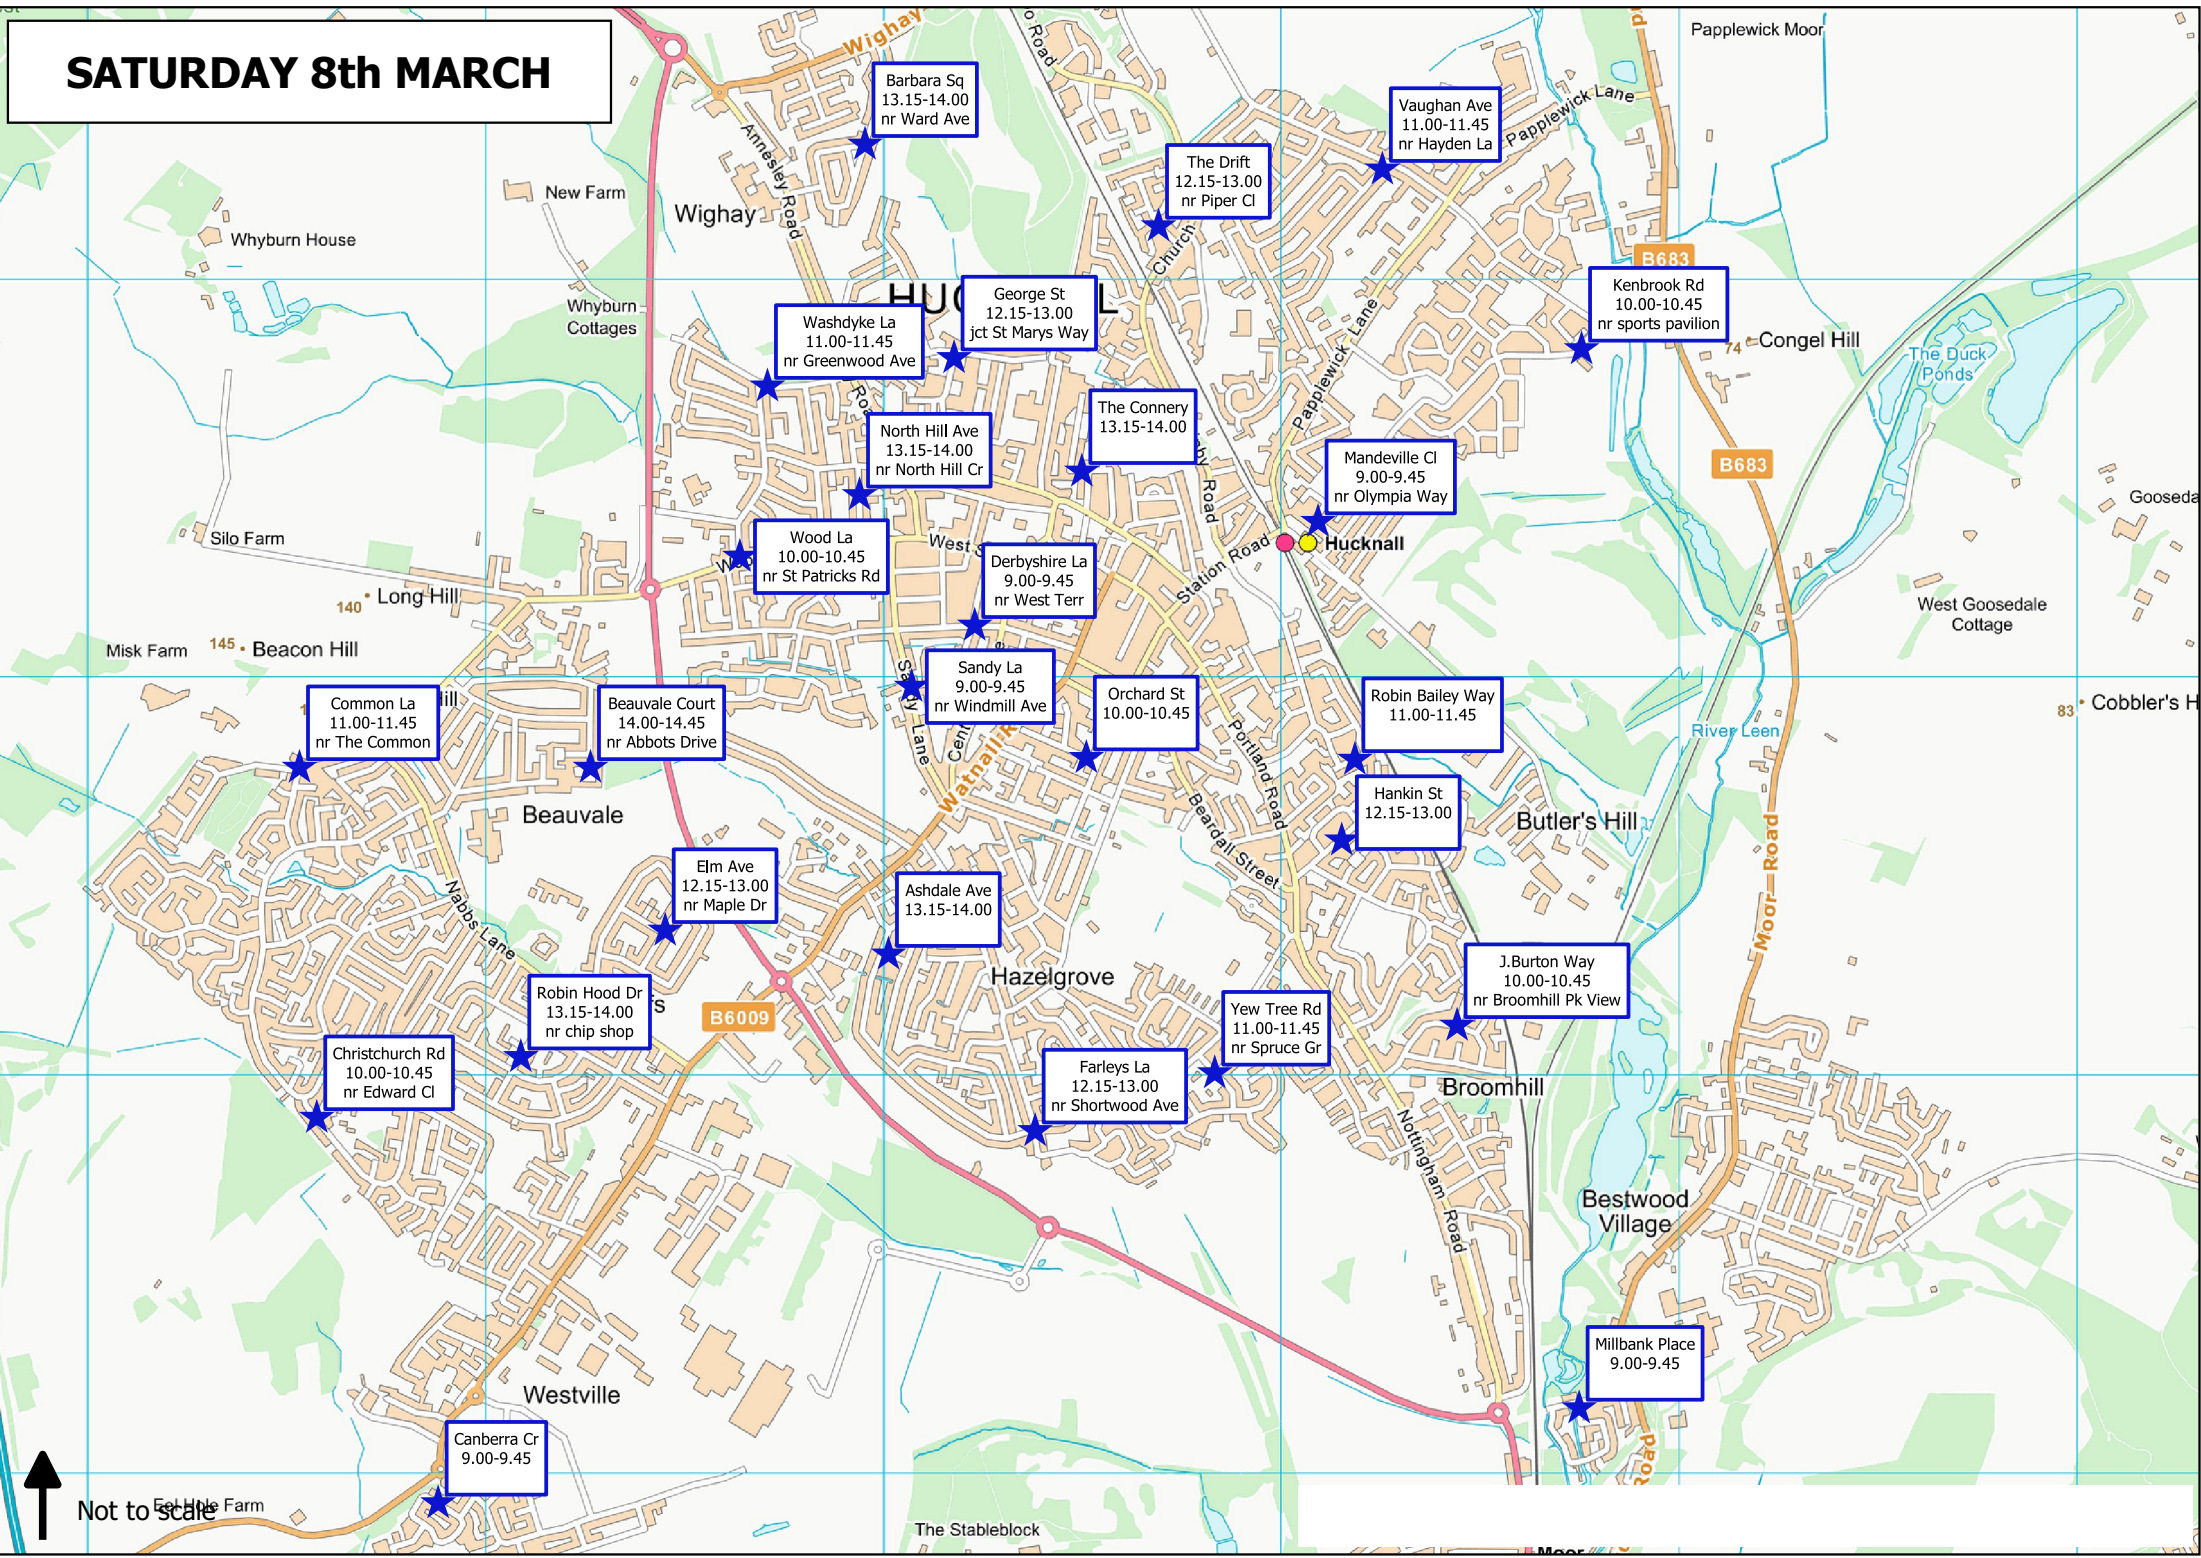 SATURDAY 8th MARCH
Wighay
Papplewick Moor
Barbara Sq
13.15-14.00
nr Ward Ave
Vaughan Ave
11.00-11.45
nr Hayden La
Papplewick Lane
Annesley Road
The Drift
12.15-13.00
nr Piper Cl
New Farm
Wighay
Whyburn House
Church
B683
Whyburn
Cottages
George St
12.15-13.00
jct St Marys Way
Kenbrook Rd
10.00-10.45
nr sports pavilion
Washdyke La
11.00-11.45
nr Greenwood Ave
Papplewick Lane
74
Congel Hill
The Duck
Ponds
The Connery
13.15-14.00
North Hill Ave
13.15-14.00
nr North Hill Cr
Mandeville Cl
9.00-9.45
nr Olympia Way
B683
Road
Silo Farm
Wood La
10.00-10.45
nr St Patricks Rd
West
Derbyshire La
9.00-9.45
nr West Terr
Station Road
Hucknall
140
Long Hill
West Goosedale
Cottage
Misk Farm
145
Beacon Hill
Sandy La
9.00-9.45
nr Windmill Ave
Sandy Lane
Common La
11.00-11.45
nr The Common
Beauvale Court
14.00-14.45
nr Abbots Drive
Orchard St
10.00-10.45
Robin Bailey Way
11.00-11.45
83
Cobbler's H
River Leen
Portland Road
Watnall R
Hankin St
12.15-13.00
Beauvale
Butler's Hill
Beardall Street
Moor Road
Elm Ave
12.15-13.00
nr Maple Dr
Ashdale Ave
13.15-14.00
Nabbs Lane
Hazelgrove
J.Burton Way
10.00-10.45
nr Broomhill Pk View
Robin Hood Dr
13.15-14.00
nr chip shop
B6009
Yew Tree Rd
11.00-11.45
nr Spruce Gr
Christchurch Rd
10.00-10.45
nr Edward Cl
Farleys La
12.15-13.00
nr Shortwood Ave
Broomhill
Nottingham Road
Bestwood
Village
Millbank Place
9.00-9.45
Westville
Canberra Cr
9.00-9.45
Road
Not to scale
Eel Hole Farm
The Stableblock
Moor